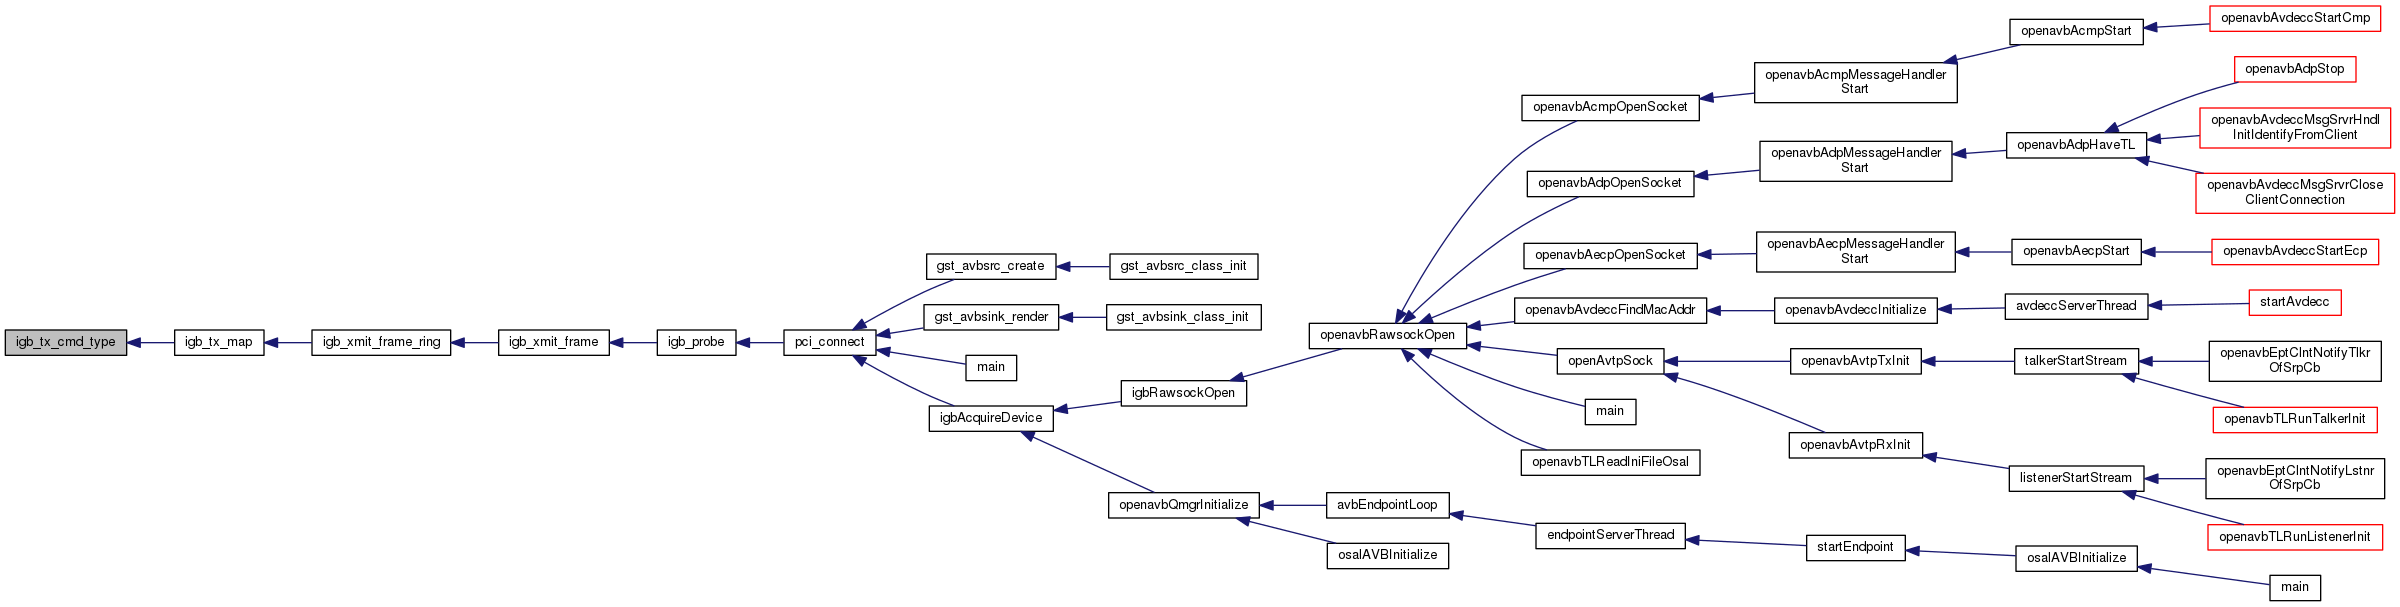 igb_tx_cmd_type
igb_tx_map
igb_xmit_frame_ring
igb_xmit_frame
igb_probe
pci_connect
gst_avbsrc_create
gst_avbsrc_class_init
gst_avbsink_render
gst_avbsink_class_init
main
igbAcquireDevice
igbRawsockOpen
openavbRawsockOpen
openavbAcmpOpenSocket
openavbAcmpMessageHandler
Start
openavbAcmpStart
openavbAvdeccStartCmp
openavbAdpOpenSocket
openavbAdpMessageHandler
Start
openavbAdpHaveTL
openavbAdpStop
openavbAvdeccMsgSrvrHndl
InitIdentifyFromClient
openavbAvdeccMsgSrvrClose
ClientConnection
openavbAecpOpenSocket
openavbAecpMessageHandler
Start
openavbAecpStart
openavbAvdeccStartEcp
openavbAvdeccFindMacAddr
openavbAvdeccInitialize
avdeccServerThread
startAvdecc
openAvtpSock
openavbAvtpTxInit
talkerStartStream
openavbEptClntNotifyTlkr
OfSrpCb
openavbTLRunTalkerInit
openavbAvtpRxInit
listenerStartStream
openavbEptClntNotifyLstnr
OfSrpCb
openavbTLRunListenerInit
main
openavbTLReadIniFileOsal
openavbQmgrInitialize
avbEndpointLoop
endpointServerThread
startEndpoint
osalAVBInitialize
main
osalAVBInitialize